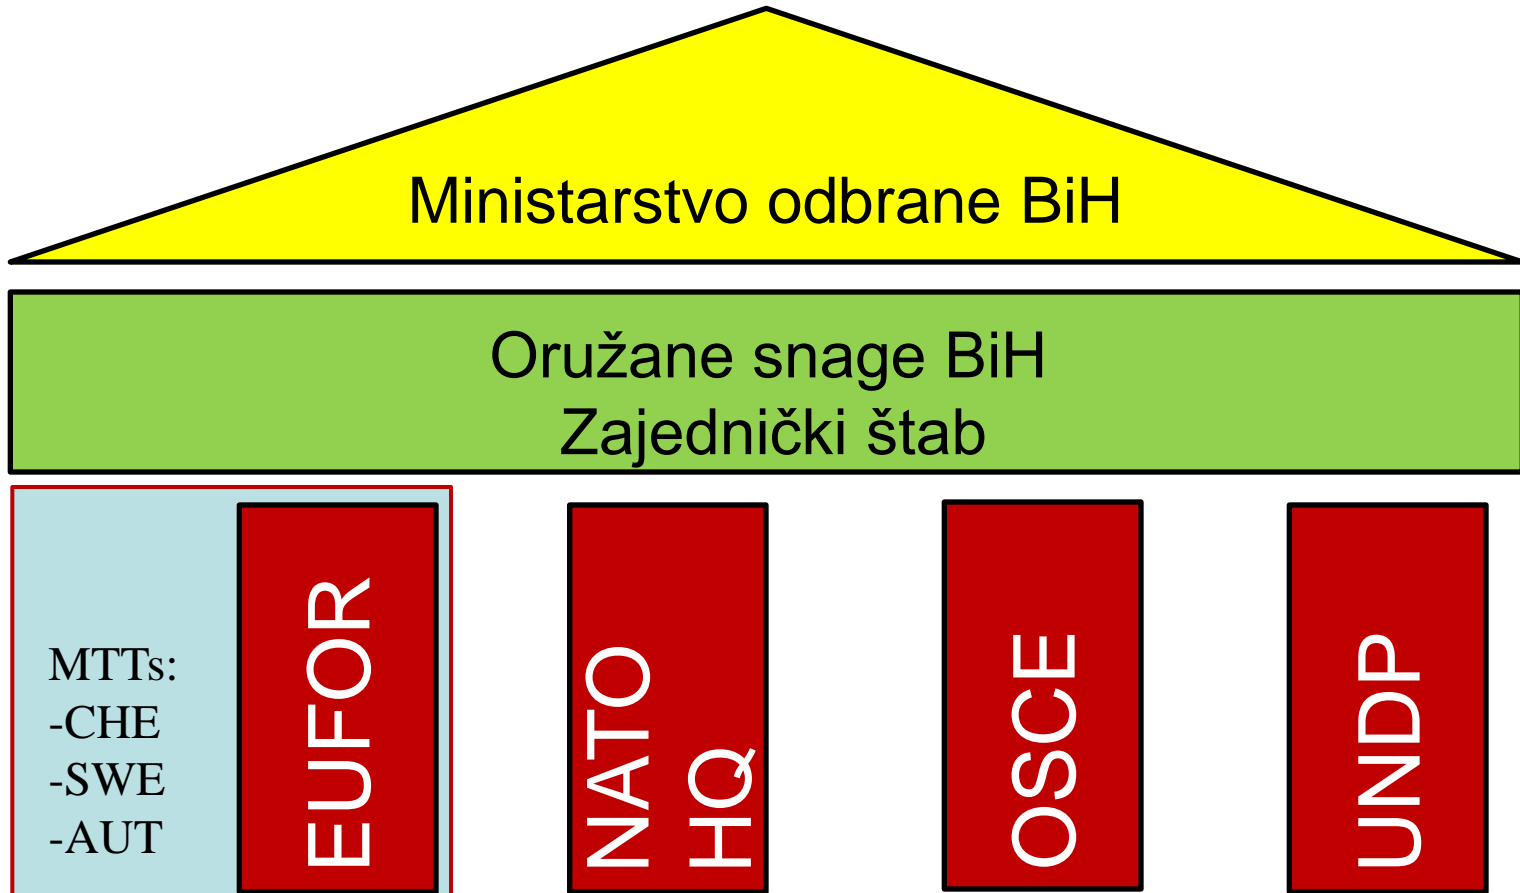 Ministarstvo odbrane BiH
Oružane snage BiH
Zajednički štab
MTTs:
-CHE
-SWE
-AUT
EUFOR
NATO
HQ
OSCE
UNDP